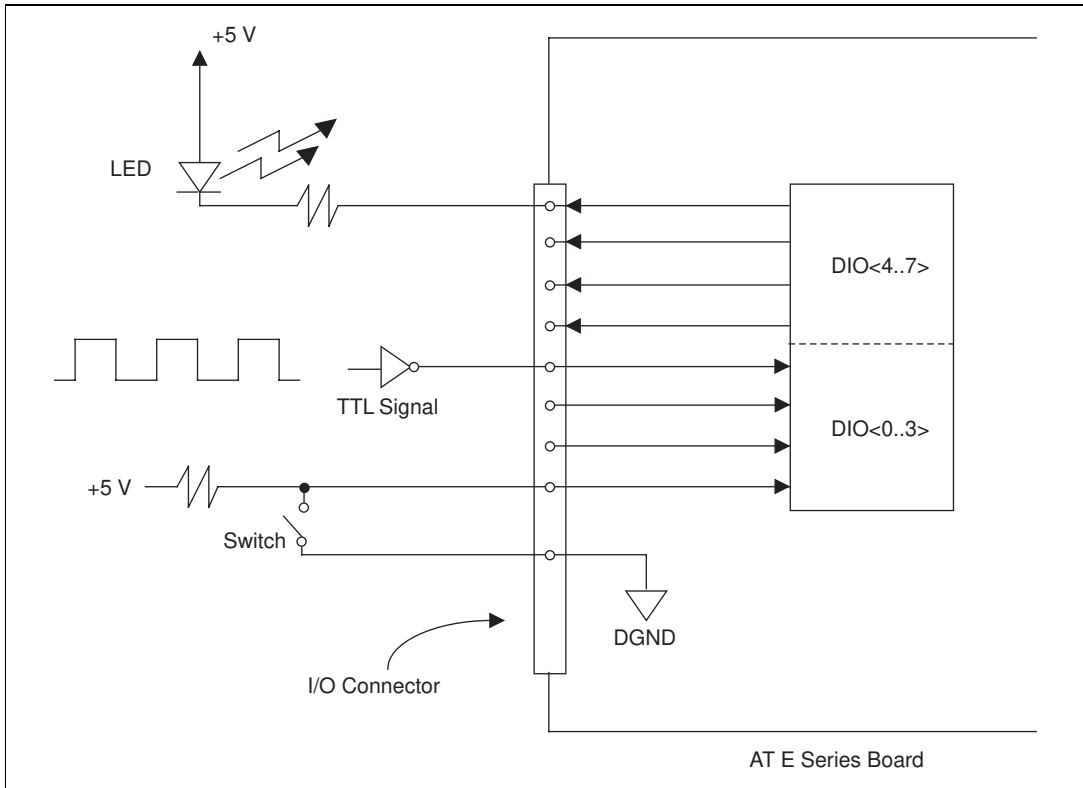 +5 V
LED
DIO<4..7>
TTL Signal
DIO<0..3>
+5 V
Switch
DGND
I/O Connector
AT E Series Board